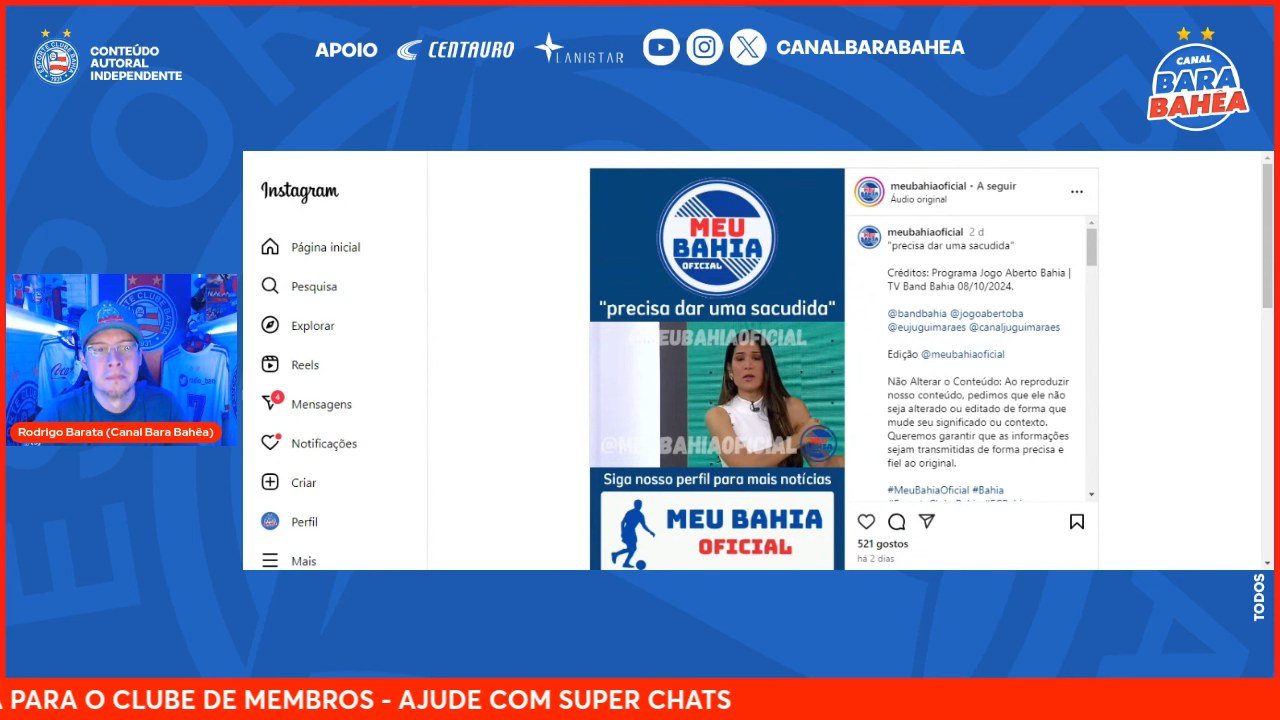 CONTEÚDO
AUTORAL
INDEPENDENTE
APOIO
CENTAURO
LANISTAR
CANALBARABAHEA
CANAL
BARA
BAHÊA
Instagram
Página inicial
Pesquisa
Explorar
Reels
4
Mensagens
Notificações
Criar
Perfil
Mais
MEU
BAHIA
OFICIAL
"precisa dar uma sacudida"
@MEUBAHIAOFICIAL
@MEUBAHIAOFICIAL
Siga nosso perfil para mais notícias
MEU BAHIA
OFICIAL
meubahiaoficial • A seguir
Áudio original
meubahiaoficial 2 d
"precisa dar uma sacudida"
Créditos: Programa Jogo Aberto Bahia |
TV Band Bahia 08/10/2024.
@bandbahia @jogoabertoba
@eujuguimaraes @canaljuguimaraes
Edição @meubahiaoficial
Não Alterar o Conteúdo: Ao reproduzir
nosso conteúdo, pedimos que ele não
seja alterado ou editado de forma que
mude seu significado ou contexto.
Queremos garantir que as informações
sejam transmitidas de forma precisa e
fiel ao original.
#MeuBahiaOficial #Bahia
521 gostos
há 2 dias
Rodrigo Barata (Canal Bara Bahêa)
TODOS
A PARA O CLUBE DE MEMBROS - AJUDE COM SUPER CHATS